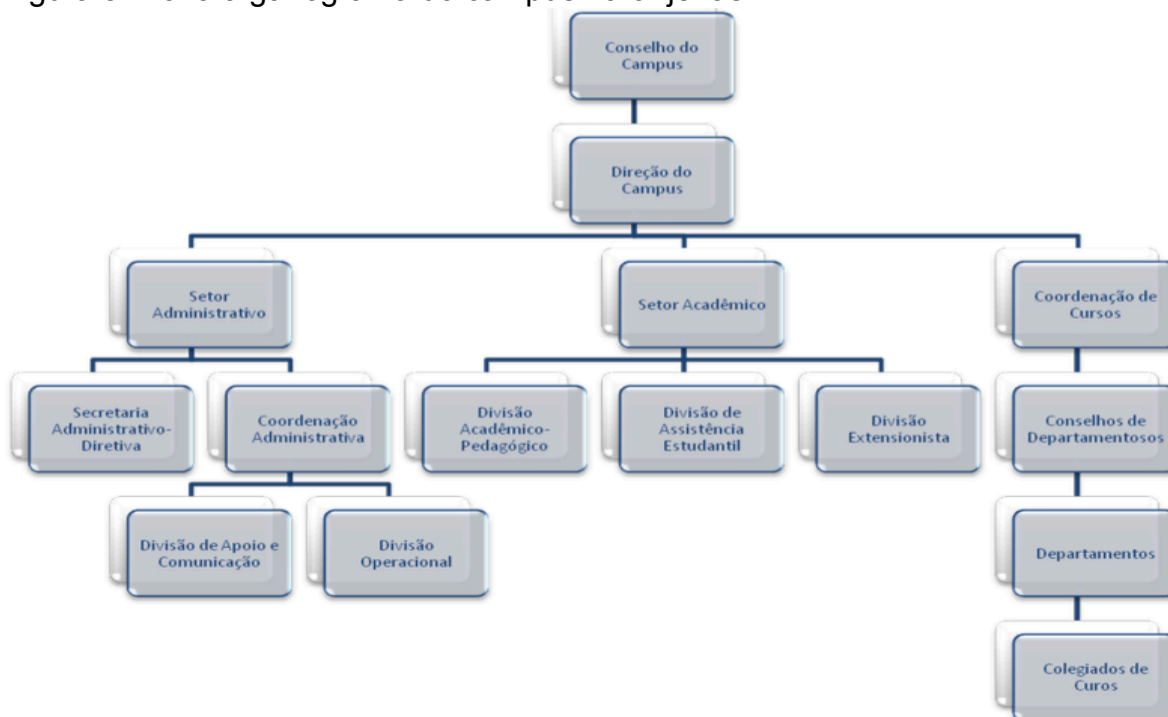 Conselho do
Campus
Direção do
Campus
Setor
Administrativo
Setor Acadêmico
Coordenação de
Cursos
Secretaria
Administrativo-
Diretiva
Coordenação
Administrativa
Divisão
Acadêmico-
Pedagógico
Divisão de
Assistência
Estudantil
Divisão
Extensionista
Conselhos de
Departamentosos
Divisão de Apoio e
Comunicação
Divisão
Operacional
Departamentos
Colegiados de
Curos